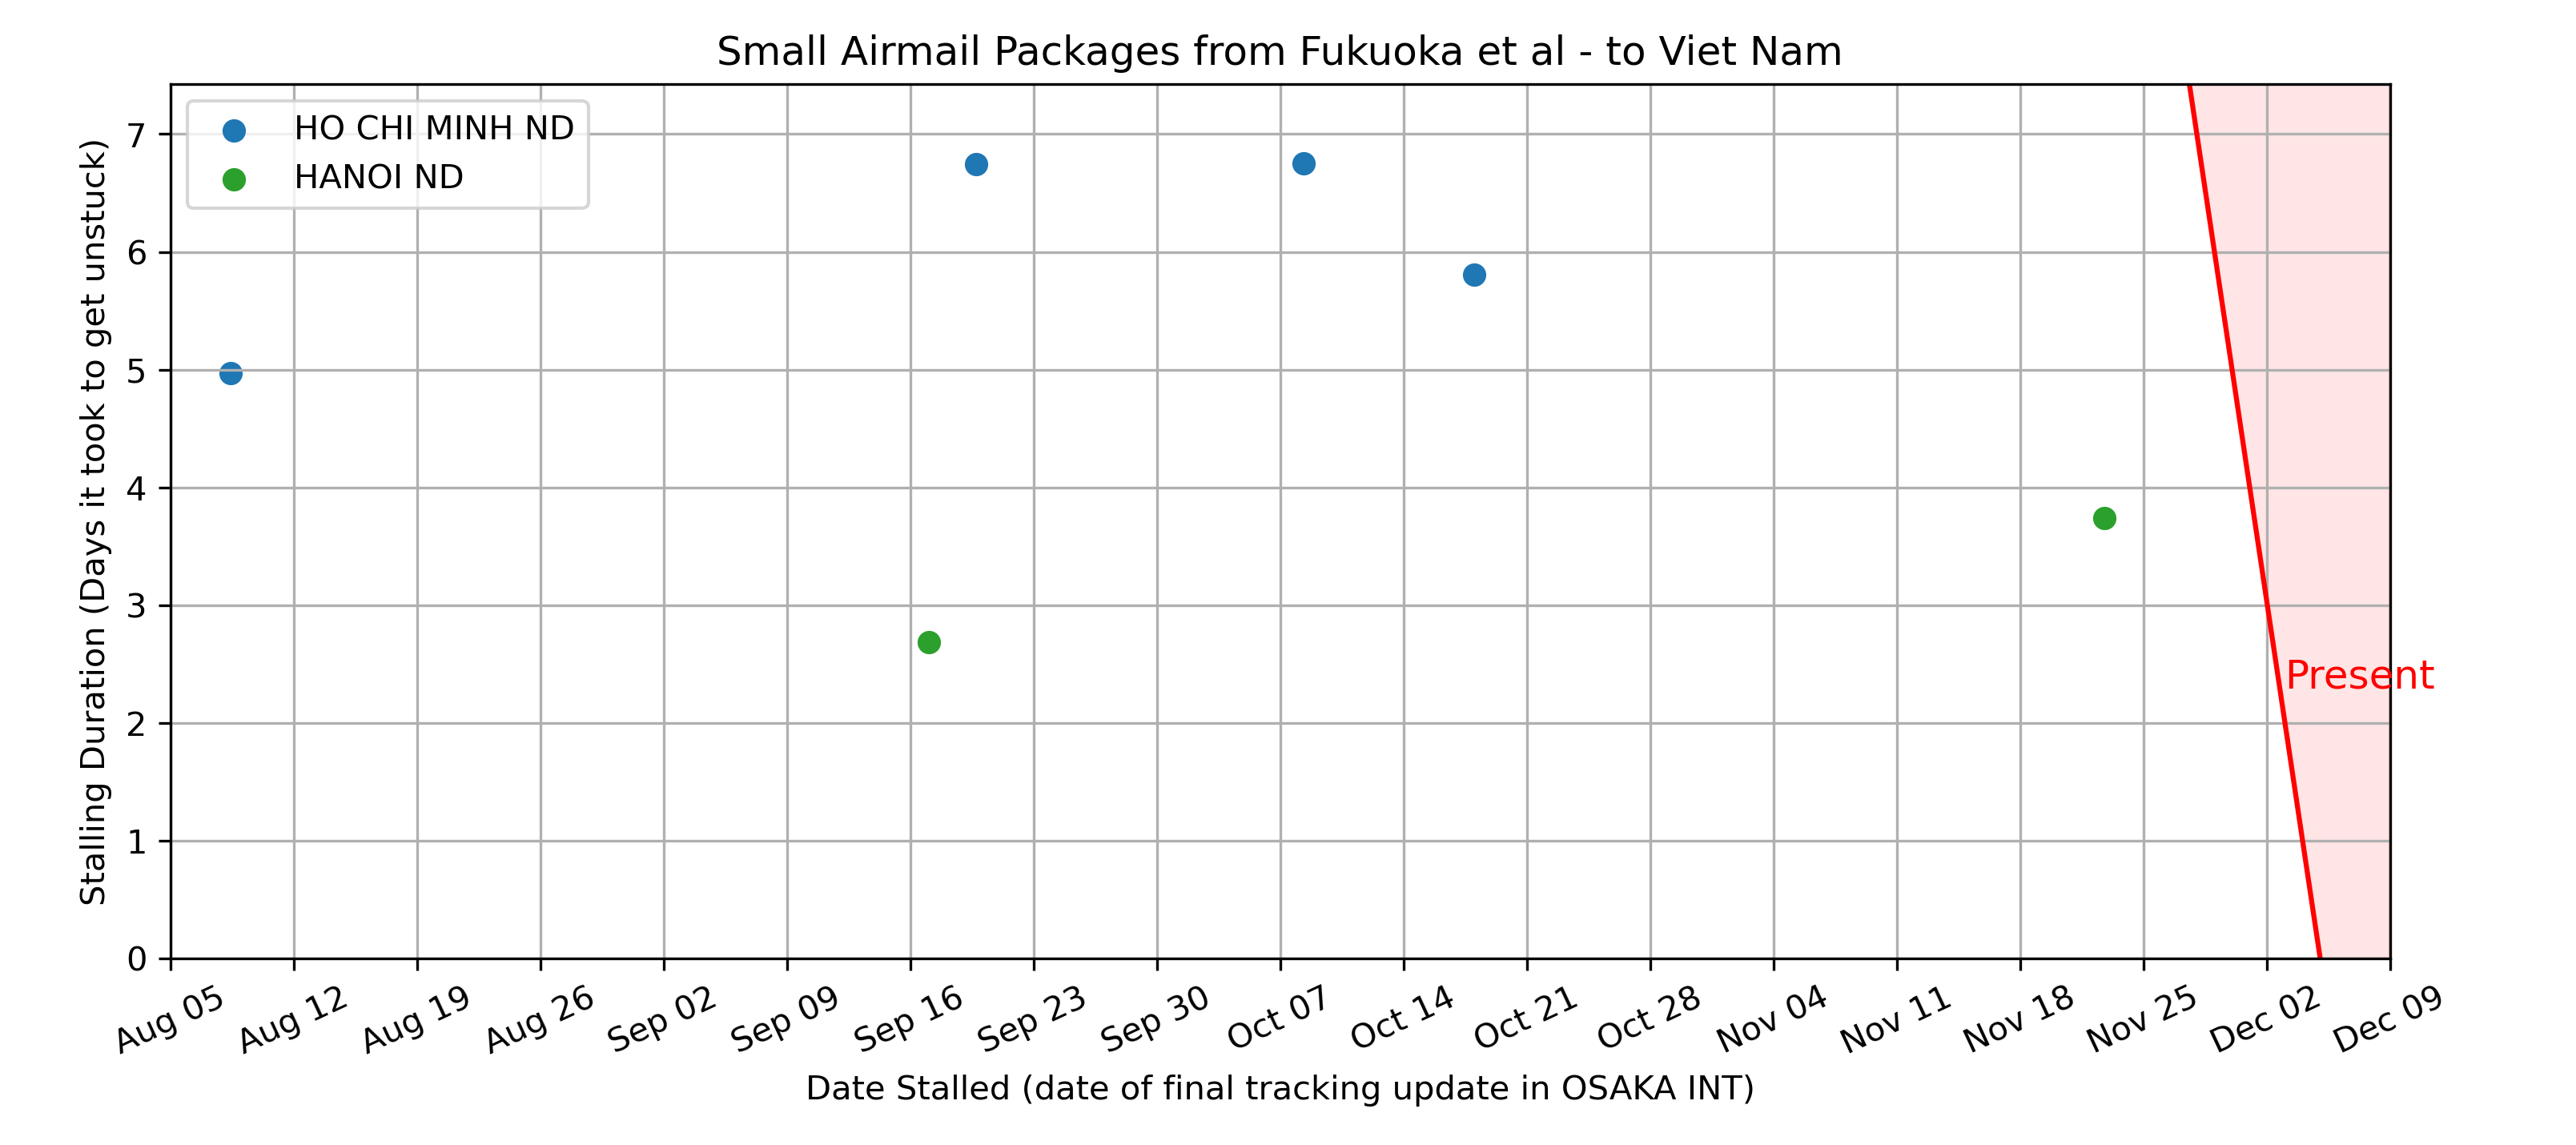 Small Airmail Packages from Fukuoka et al - to Viet Nam
HO CHI MINH ND
HANOI ND
Stalling Duration (Days it took to get unstuck)
7
6
5
4
3
2
1
0
Present
Aug 05
Aug 12
Aug 19
Aug 26
Sep 02
Sep 09
Sep 16
Sep 23
Sep 30
Oct 07
Oct 14
Oct 21
Oct 28
Nov 04
Nov 11
Nov 18
Nov 25
Dec 02
Dec 09
Date Stalled (date of final tracking update in OSAKA INT)